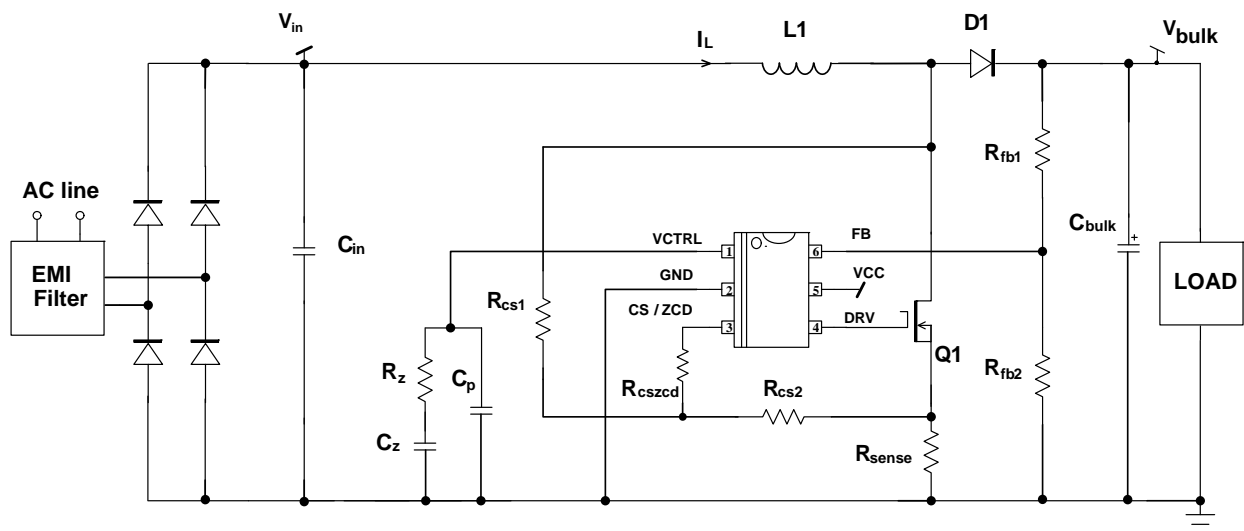 Vin
IL
L1
D1
Vbulk
Rfb1
AC line
Cin
VCTRL
FB
Cbulk
EMI
Filter
1
6
GND
VCC
LOAD
2
5
Rcs1
CS / ZCD
DRV
3
4
Q1
Rz
Cp
Rcszcd
Rcs2
Rfb2
Cz
Rsense
+